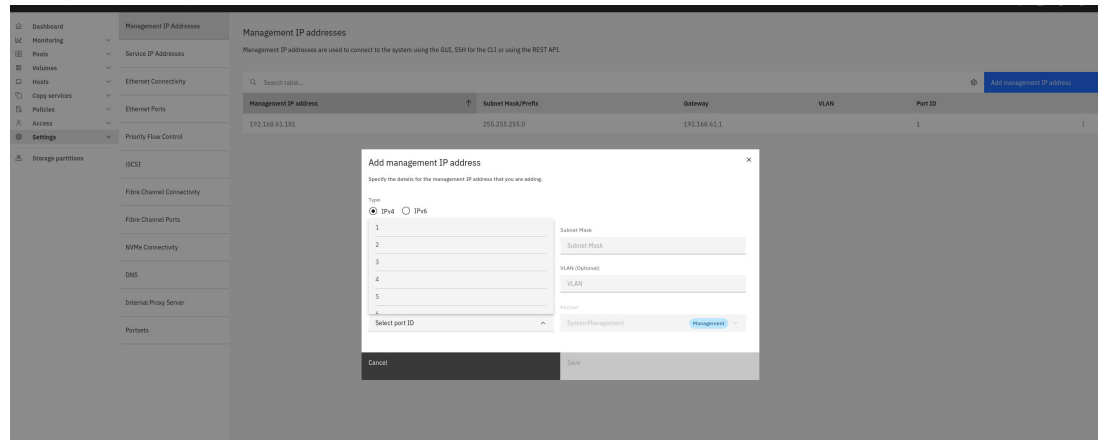 Dashboard
Monitoring
Pools
Volumes
Hosts
Copy services
Policies
Access
Settings
Storage partitions
Management IP Addresses
Service IP Addresses
Ethernet Connectivity
Ethernet Ports
Priority Flow Control
iSCSI
Fibre Channel Connectivity
Fibre Channel Ports
NVMe Connectivity
DNS
Internal Proxy Server
Portsets
Management IP addresses
Management IP addresses are used to connect to the system using the GUI, SSH for the CLI or using the REST API.
Search table...
Add management IP address
Management IP address Subnet Mask/Prefix Gateway VLAN Port ID
192.168.61.181 255.255.255.0 192.168.61.1 1
Add management IP address
Specify the details for the management IP address that you are adding.
Type
IPv4 IPv6
1
2
3
4
5
Select port ID
Subnet Mask
Subnet Mask
VLAN (Optional)
VLAN
Portset
SystemManagement Management
Cancel Save